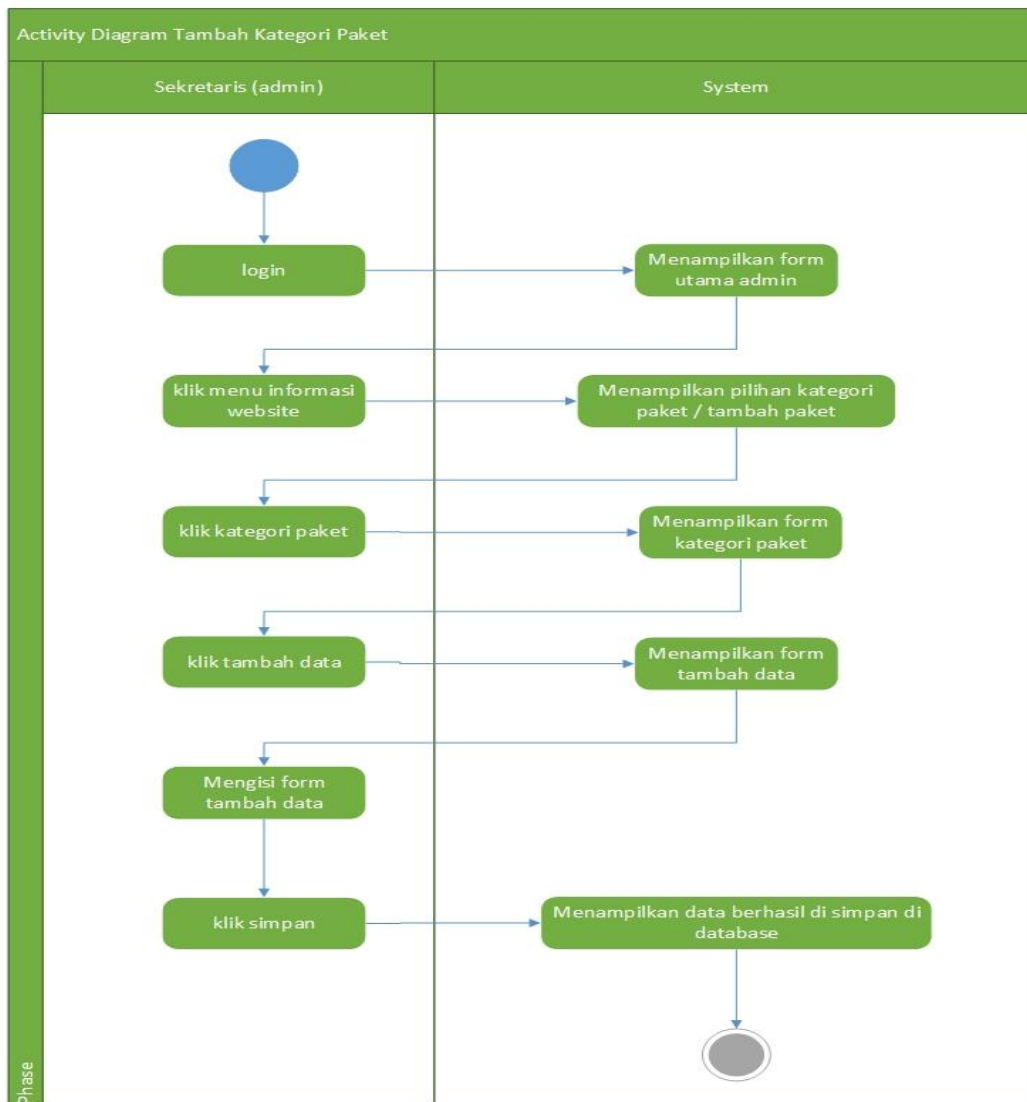 Activity Diagram Tambah Kategori Paket
Sekretaris (admin)
System
login
Menampilkan form
utama admin
klik menu informasi
website
Menampilkan pilihan kategori
paket / tambah paket
klik kategori paket
Menampilkan form
kategori paket
klik tambah data
Menampilkan form
tambah data
Mengisi form
tambah data
klik simpan
Menampilkan data berhasil di simpan di
database
Phase